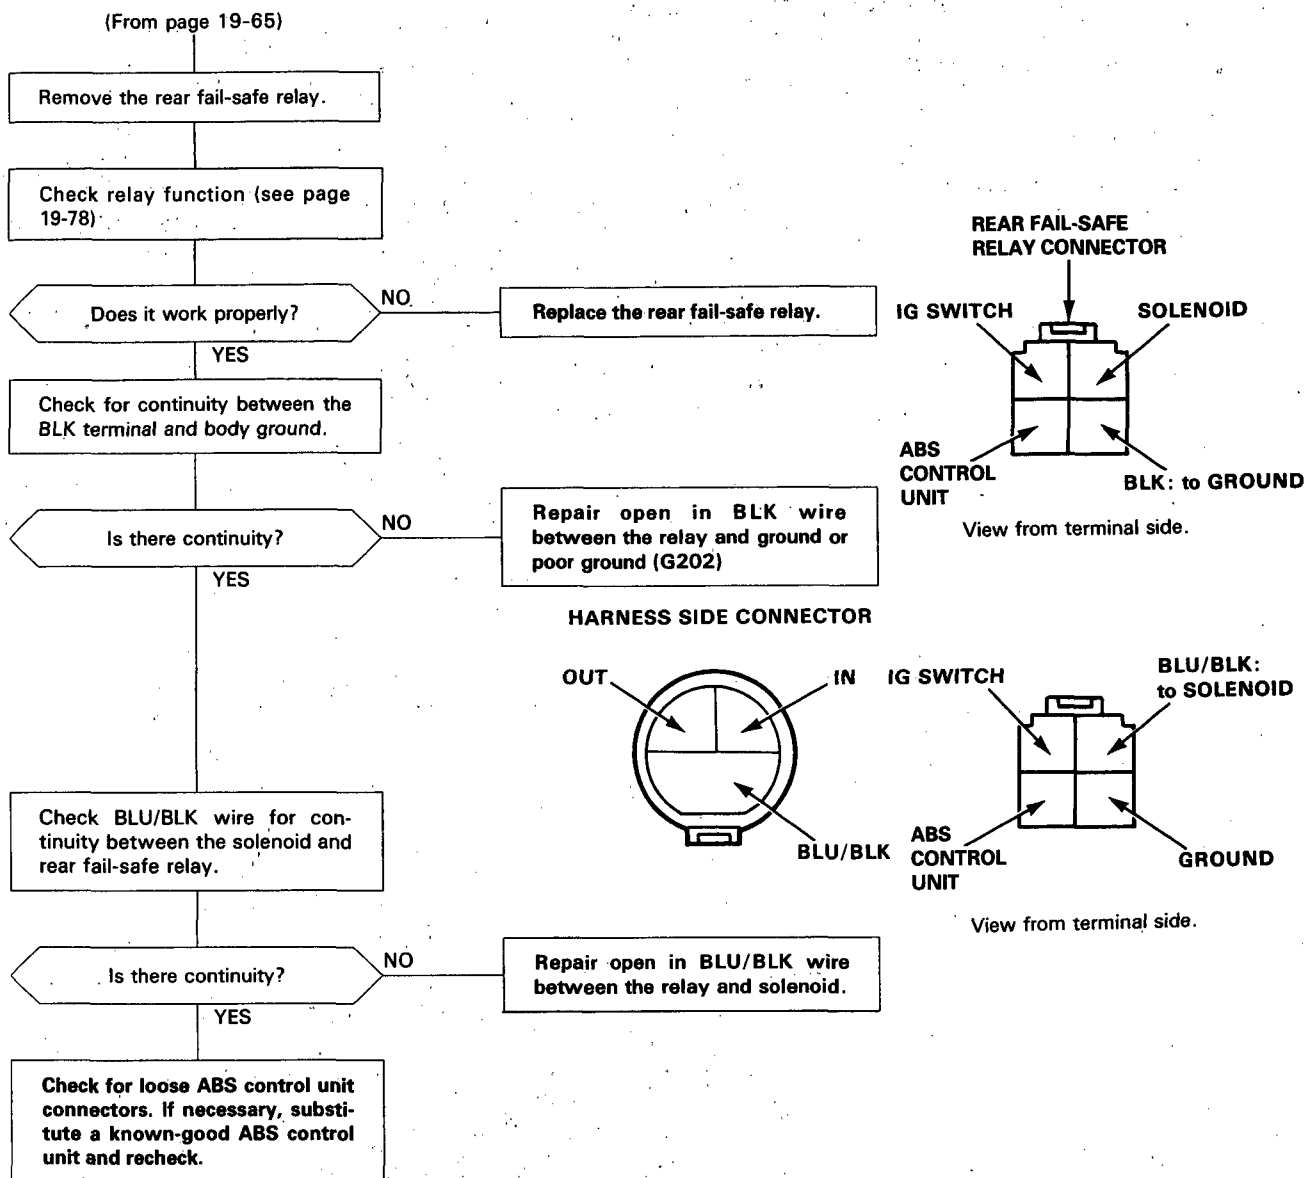 (From page 19-65)
Remove the rear fail-safe relay.
Check relay function (see page
19-78)
Does it work properly?
NO
Replace the rear fail-safe relay.
YES
REAR FAIL-SAFE
RELAY CONNECTOR
IG SWITCH
SOLENOID
ABS
CONTROL
UNIT
BLK: to GROUND
View from terminal side.
Check for continuity between the
BLK terminal and body ground.
Is there continuity?
NO
Repair open in BLK wire
between the relay and ground or
poor ground (G202)
YES
HARNESS SIDE CONNECTOR
OUT
IN
BLU/BLK
IG SWITCH
BLU/BLK:
to SOLENOID
ABS
CONTROL
UNIT
GROUND
View from terminal side.
Check BLU/BLK wire for con-
tinuity between the solenoid and
rear fail-safe relay.
Is there continuity?
NO
Repair open in BLU/BLK wire
between the relay and solenoid.
YES
Check for loose ABS control unit
connectors. If necessary, substi-
tute a known-good ABS control
unit and recheck.